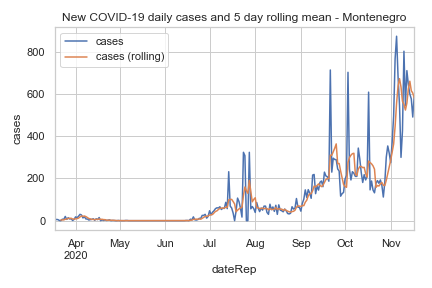 New COVID-19 daily cases and 5 day rolling mean - Montenegro
cases
cases (rolling)
800
600
400
200
0
cases
Apr
2020
May
Jun
Jul
Aug
Sep
Oct
Nov
dateRep